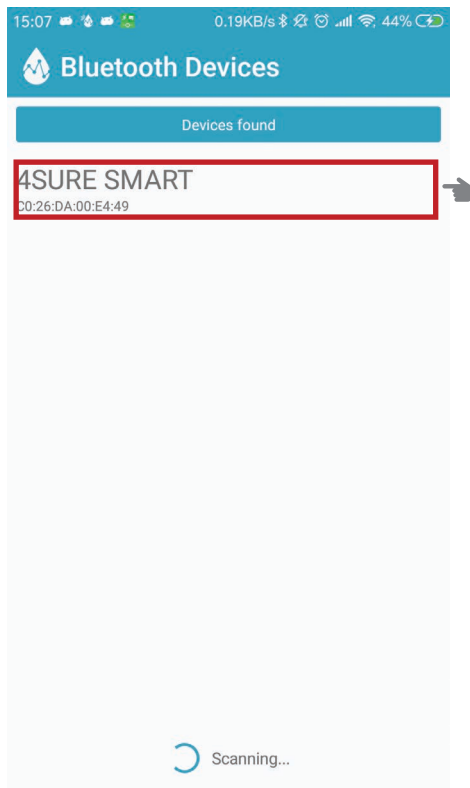 15:07 0.19KB/s 44%
Bluetooth Devices
Devices found
4SURE SMART
C0:26:DA:00:E4:49
Scanning...